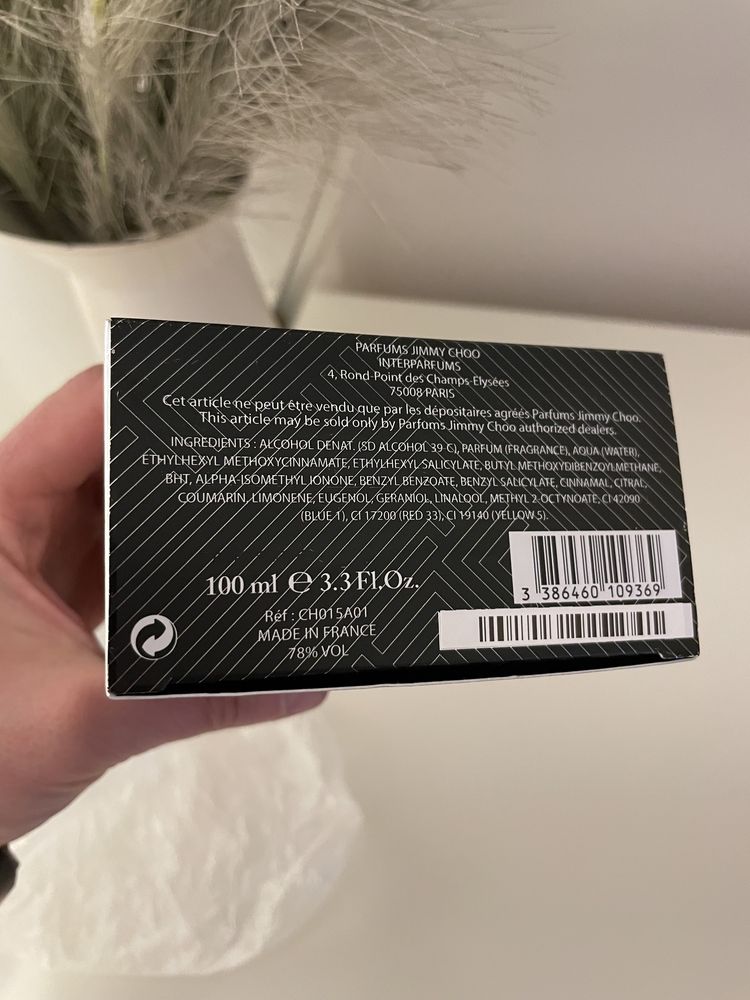 PARFUMS JIMMY CHOO
INTERPARFUMS
4, Rond-Point des Champs-Elysées
75008 PARIS
Cet article ne peut être vendu que par les dépositaires agréés Parfums Jimmy Choo.
This article may be sold only by Parfums Jimmy Choo authorized dealers.
INGREDIENTS : ALCOHOL DENAT. (SD ALCOHOL 39-C), PARFUM (FRAGRANCE), AQUA (WATER),
ETHYLHEXYL METHOXYCINNAMATE, ETHYLHEXYL SALICYLATE, BUTYL METHOXYDIBENZOYLMETHANE,
BHT, ALPHA-ISOMETHYL IONONE, BENZYL BENZOATE, BENZYL SALICYLATE, CINNAMAL, CITRAL,
COUMARIN, LIMONENE, EUGENOL, GERANIOL, LINALOOL, METHYL 2-OCTYNOATE, CI 42090
(BLUE 1), CI 17200 (RED 33), CI 19140 (YELLOW 5).
100 ml ℮ 3.3 Fl.Oz.
3 386460 109369
Réf : CH015A01
MADE IN FRANCE
78% VOL